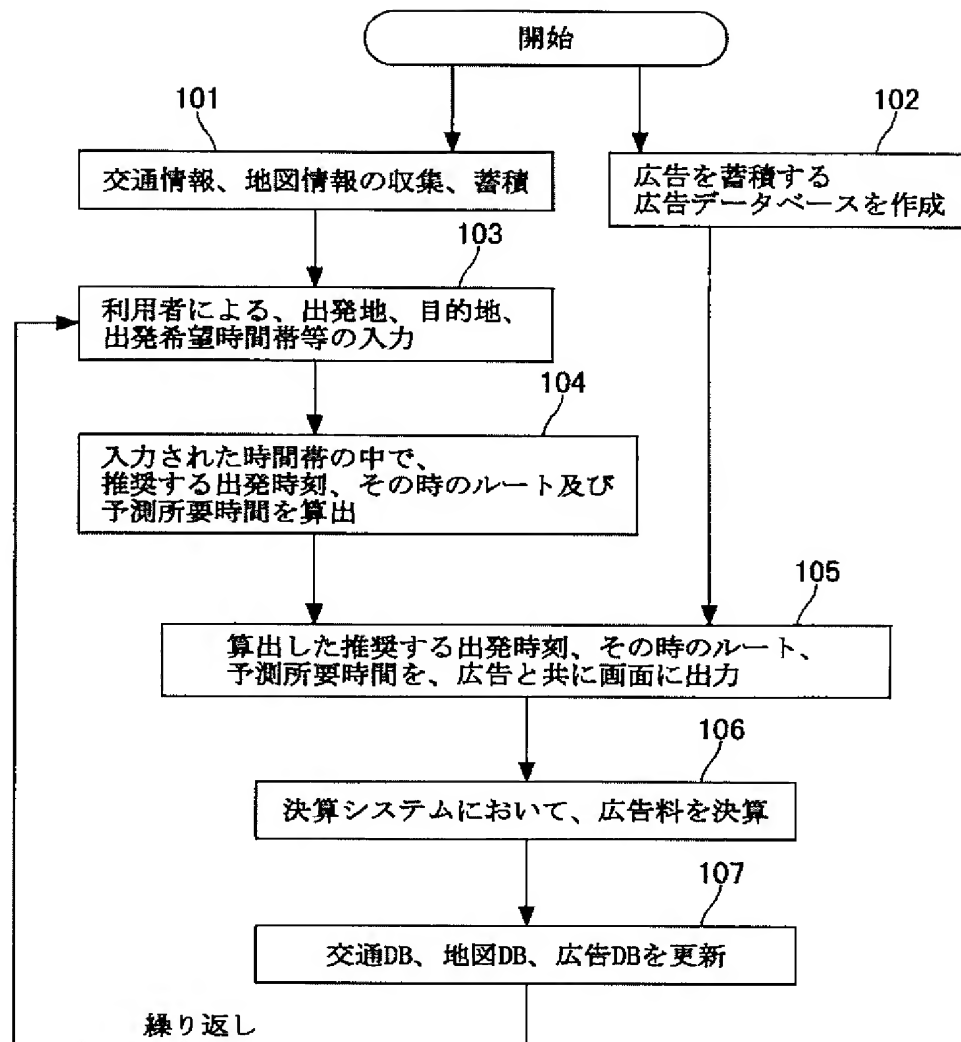 開始
101
交通情報、地図情報の収集、蓄積
102
広告を蓄積する
広告データベースを作成
103
利用者による、出発地、目的地、
出発希望時間帯等の入力
104
入力された時間帯の中で、
推奨する出発時刻、その時のルート及び
予測所要時間を算出
105
算出した推奨する出発時刻、その時のルート、
予測所要時間を、広告と共に画面に出力
106
決算システムにおいて、広告料を決算
107
交通DB、地図DB、広告DBを更新
繰り返し